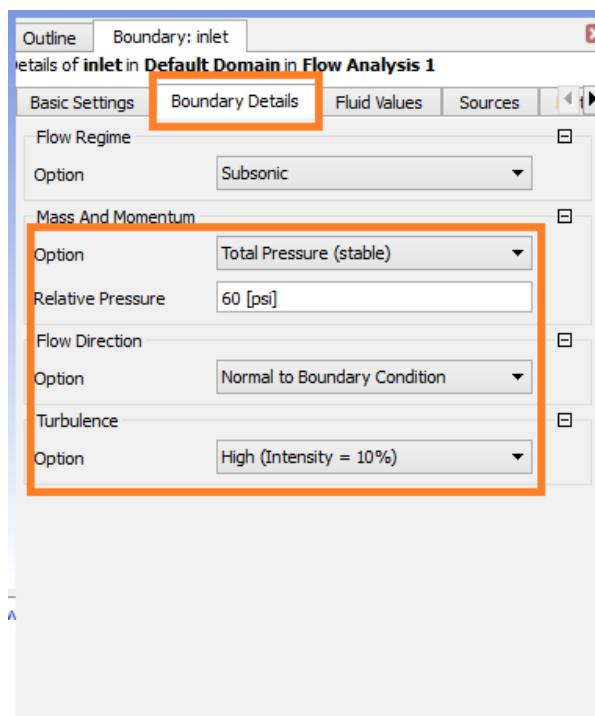 Outline Boundary: inlet
etails of inlet in Default Domain in Flow Analysis 1
Basic Settings Boundary Details Fluid Values Sources
Flow Regime
Option Subsonic
Mass And Momentum
Option Total Pressure (stable)
Relative Pressure 60 [psi]
Flow Direction
Option Normal to Boundary Condition
Turbulence
Option High (Intensity = 10%)